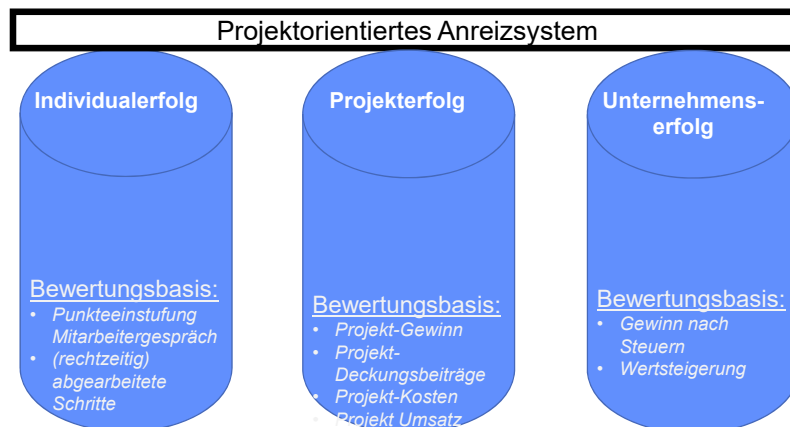 Projektorientiertes Anreizsystem
Individualerfolg
Bewertungsbasis:
• Punkteeinstufung
Mitarbeitergespräch
• (rechtzeitig)
abgearbeitete
Schritte
Projekterfolg
Bewertungsbasis:
• Projekt-Gewinn
• Projekt-
Deckungsbeiträge
• Projekt-Kosten
• Projekt Umsatz
Unternehmens-
erfolg
Bewertungsbasis:
• Gewinn nach
Steuern
• Wertsteigerung